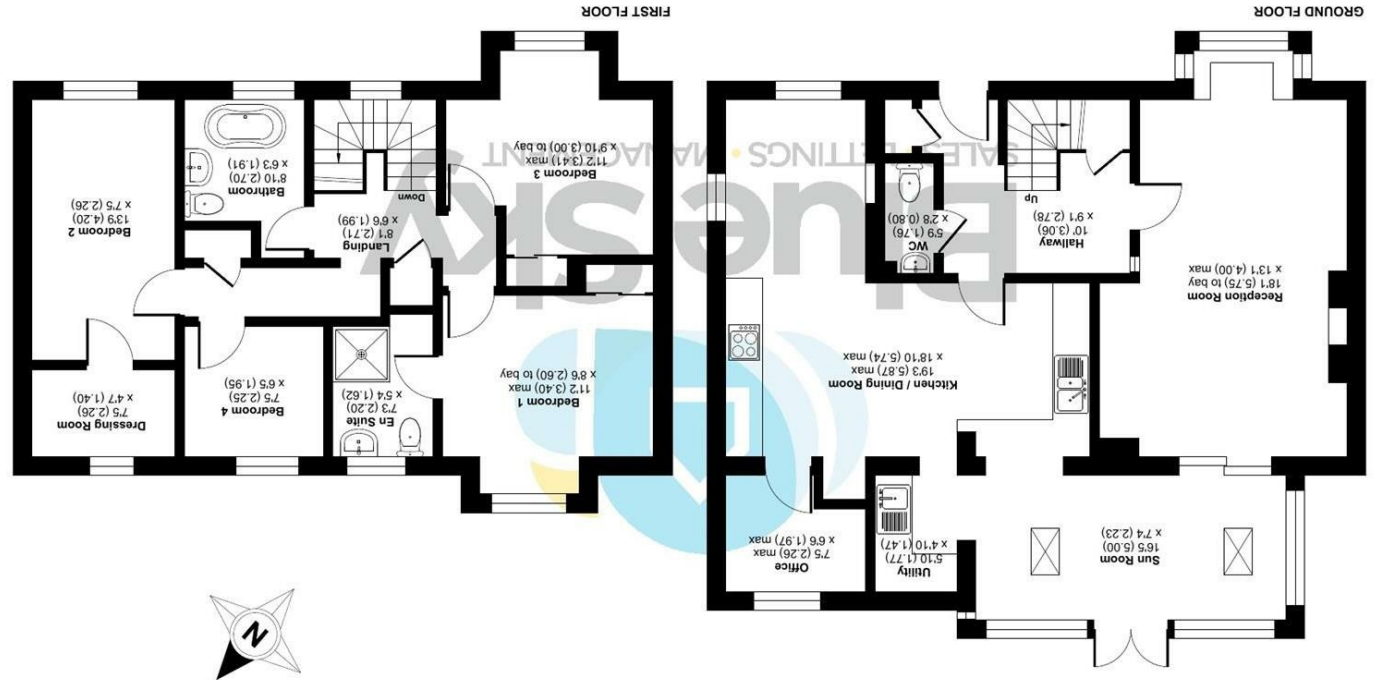 GROUND FLOOR
Reception Room
18'1 (5.75) to bay
x 13'1 (4.00)
Hallway
10' (3.06)
x 9'1 (2.78)
Up
WC
5'9 (1.76)
x 2'8 (0.80)
Kitchen / Dining Room
19'3 (5.87) max
x 18'10 (5.74) max
Sun Room
16'5 (5.00)
x 7'4 (2.23)
Utility
5'10 (1.77)
x 4'10 (1.47)
Office
7'5 (2.26) max
x 6'6 (1.97) max
FIRST FLOOR
Bedroom 3
11'2 (3.41) max
x 9'10 (3.00) to bay
Down
Landing
8'1 (2.71)
x 6'6 (1.99)
Bathroom
8'10 (2.70)
x 6'3 (1.91)
Bedroom 2
13'9 (4.20)
x 7'5 (2.26)
Bedroom 1
11'2 (3.40) max
x 8'6 (2.60) to bay
En Suite
7'3 (2.20)
x 5'4 (1.62)
Bedroom 4
7'5 (2.25)
x 6'5 (1.95)
Dressing Room
7'5 (2.26)
x 4'7 (1.40)
N
Blue Sky
SALES • LETTINGS • MANAGEMENT